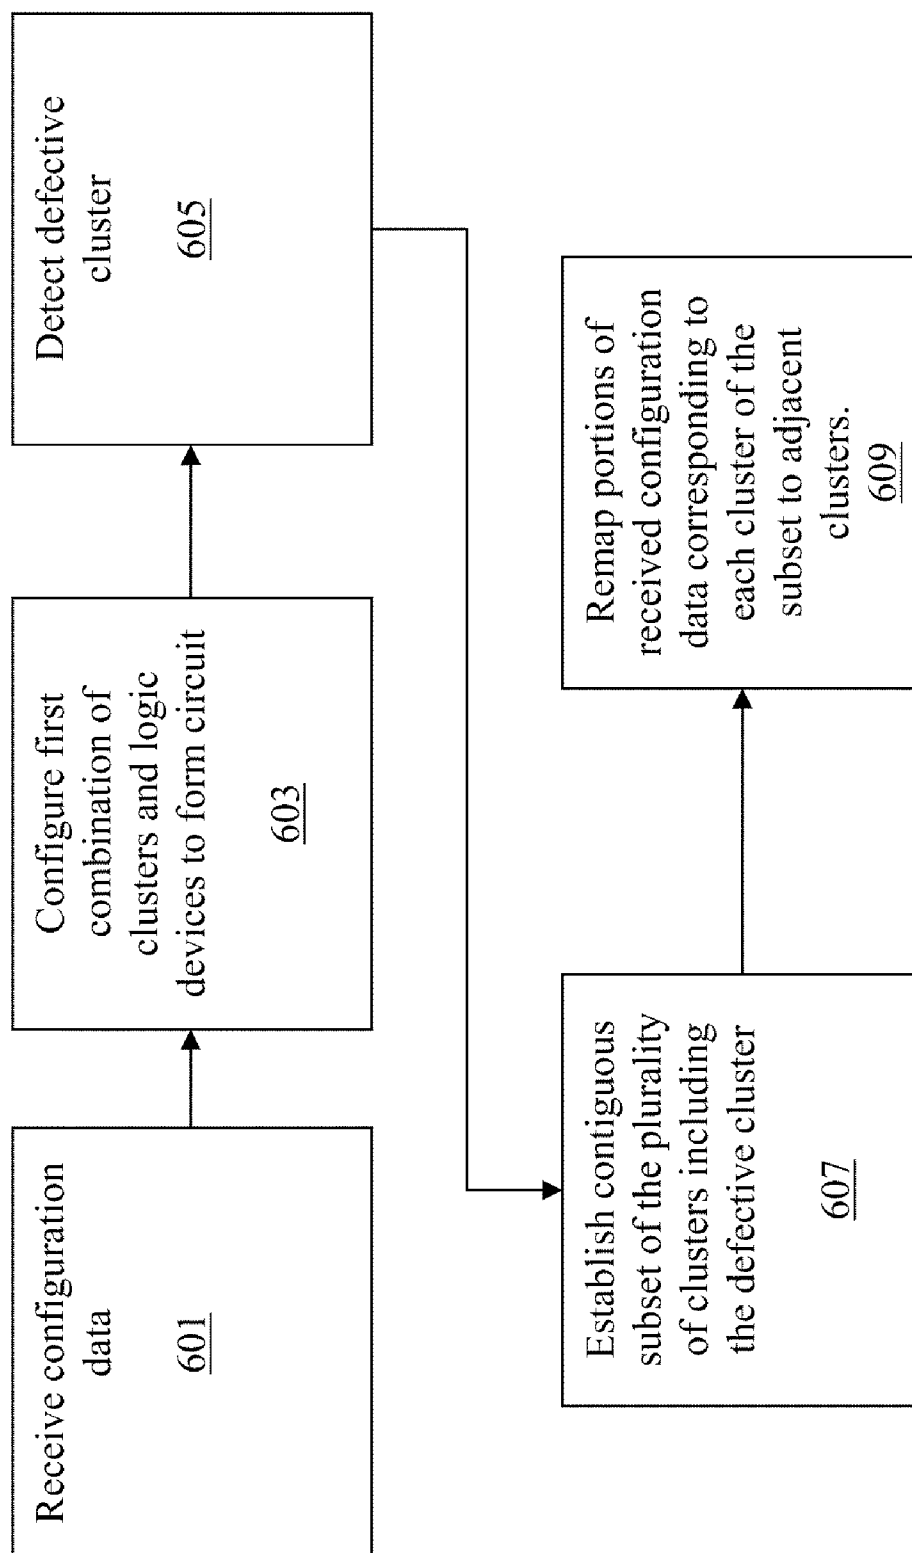 Receive configuration
data
601
Configure first
combination of
clusters and logic
devices to form circuit
603
Detect defective
cluster
605
Establish contiguous
subset of the plurality
of clusters including
the defective cluster
607
Remap portions of
received configuration
data corresponding to
each cluster of the
subset to adjacent
clusters.
609